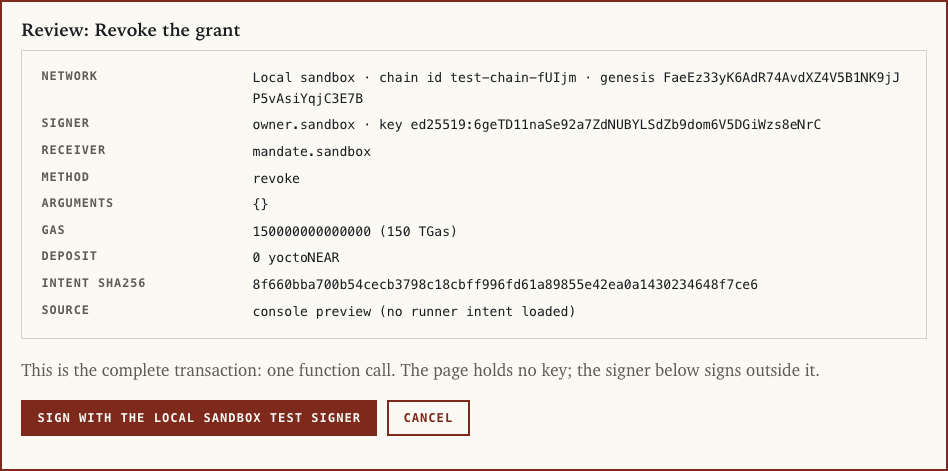 Review: Revoke the grant
NETWORK
Local sandbox · chain id test-chain-fUIjm · genesis FaeEz33yK6AdR74AvdXZ4V5B1NK9jJ
P5vAsiYqjC3E7B
SIGNER
owner.sandbox · key ed25519:6geTD11naSe92a7ZdNUBYLSdZb9dom6V5DGiWzs8eNrC
RECEIVER
mandate.sandbox
METHOD
revoke
ARGUMENTS
{}
GAS
150000000000000 (150 TGas)
DEPOSIT
0 yoctoNEAR
INTENT SHA256
8f660bba700b54cecb3798c18cbff996fd61a89855e42ea0a1430234648f7ce6
SOURCE
console preview (no runner intent loaded)
This is the complete transaction: one function call. The page holds no key; the signer below signs outside it.
SIGN WITH THE LOCAL SANDBOX TEST SIGNER
CANCEL